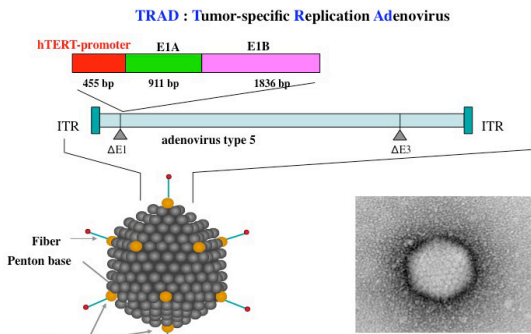 TRAD : Tumor-specific Replication Adenovirus
hTERT-promoter E1A E1B
455 bp 911 bp 1836 bp
ITR ITR
adenovirus type 5
ΔE1 ΔE3
Fiber
Penton base